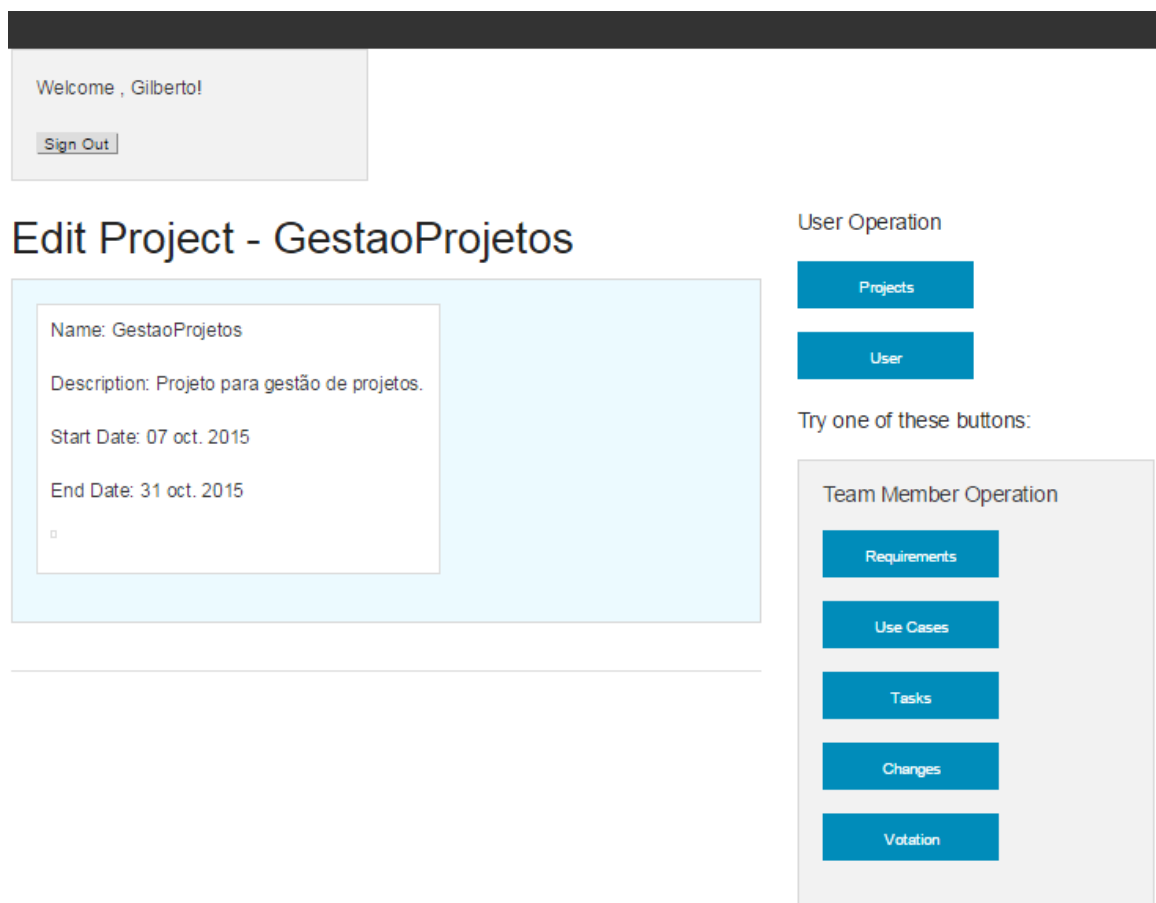 Welcome , Gilberto!
Sign Out
Edit Project - GestaoProjetos
Name: GestaoProjetos
Description: Projeto para gestão de projetos.
Start Date: 07 oct. 2015
End Date: 31 oct. 2015
User Operation
Projects
User
Try one of these buttons:
Team Member Operation
Requirements
Use Cases
Tasks
Changes
Votation